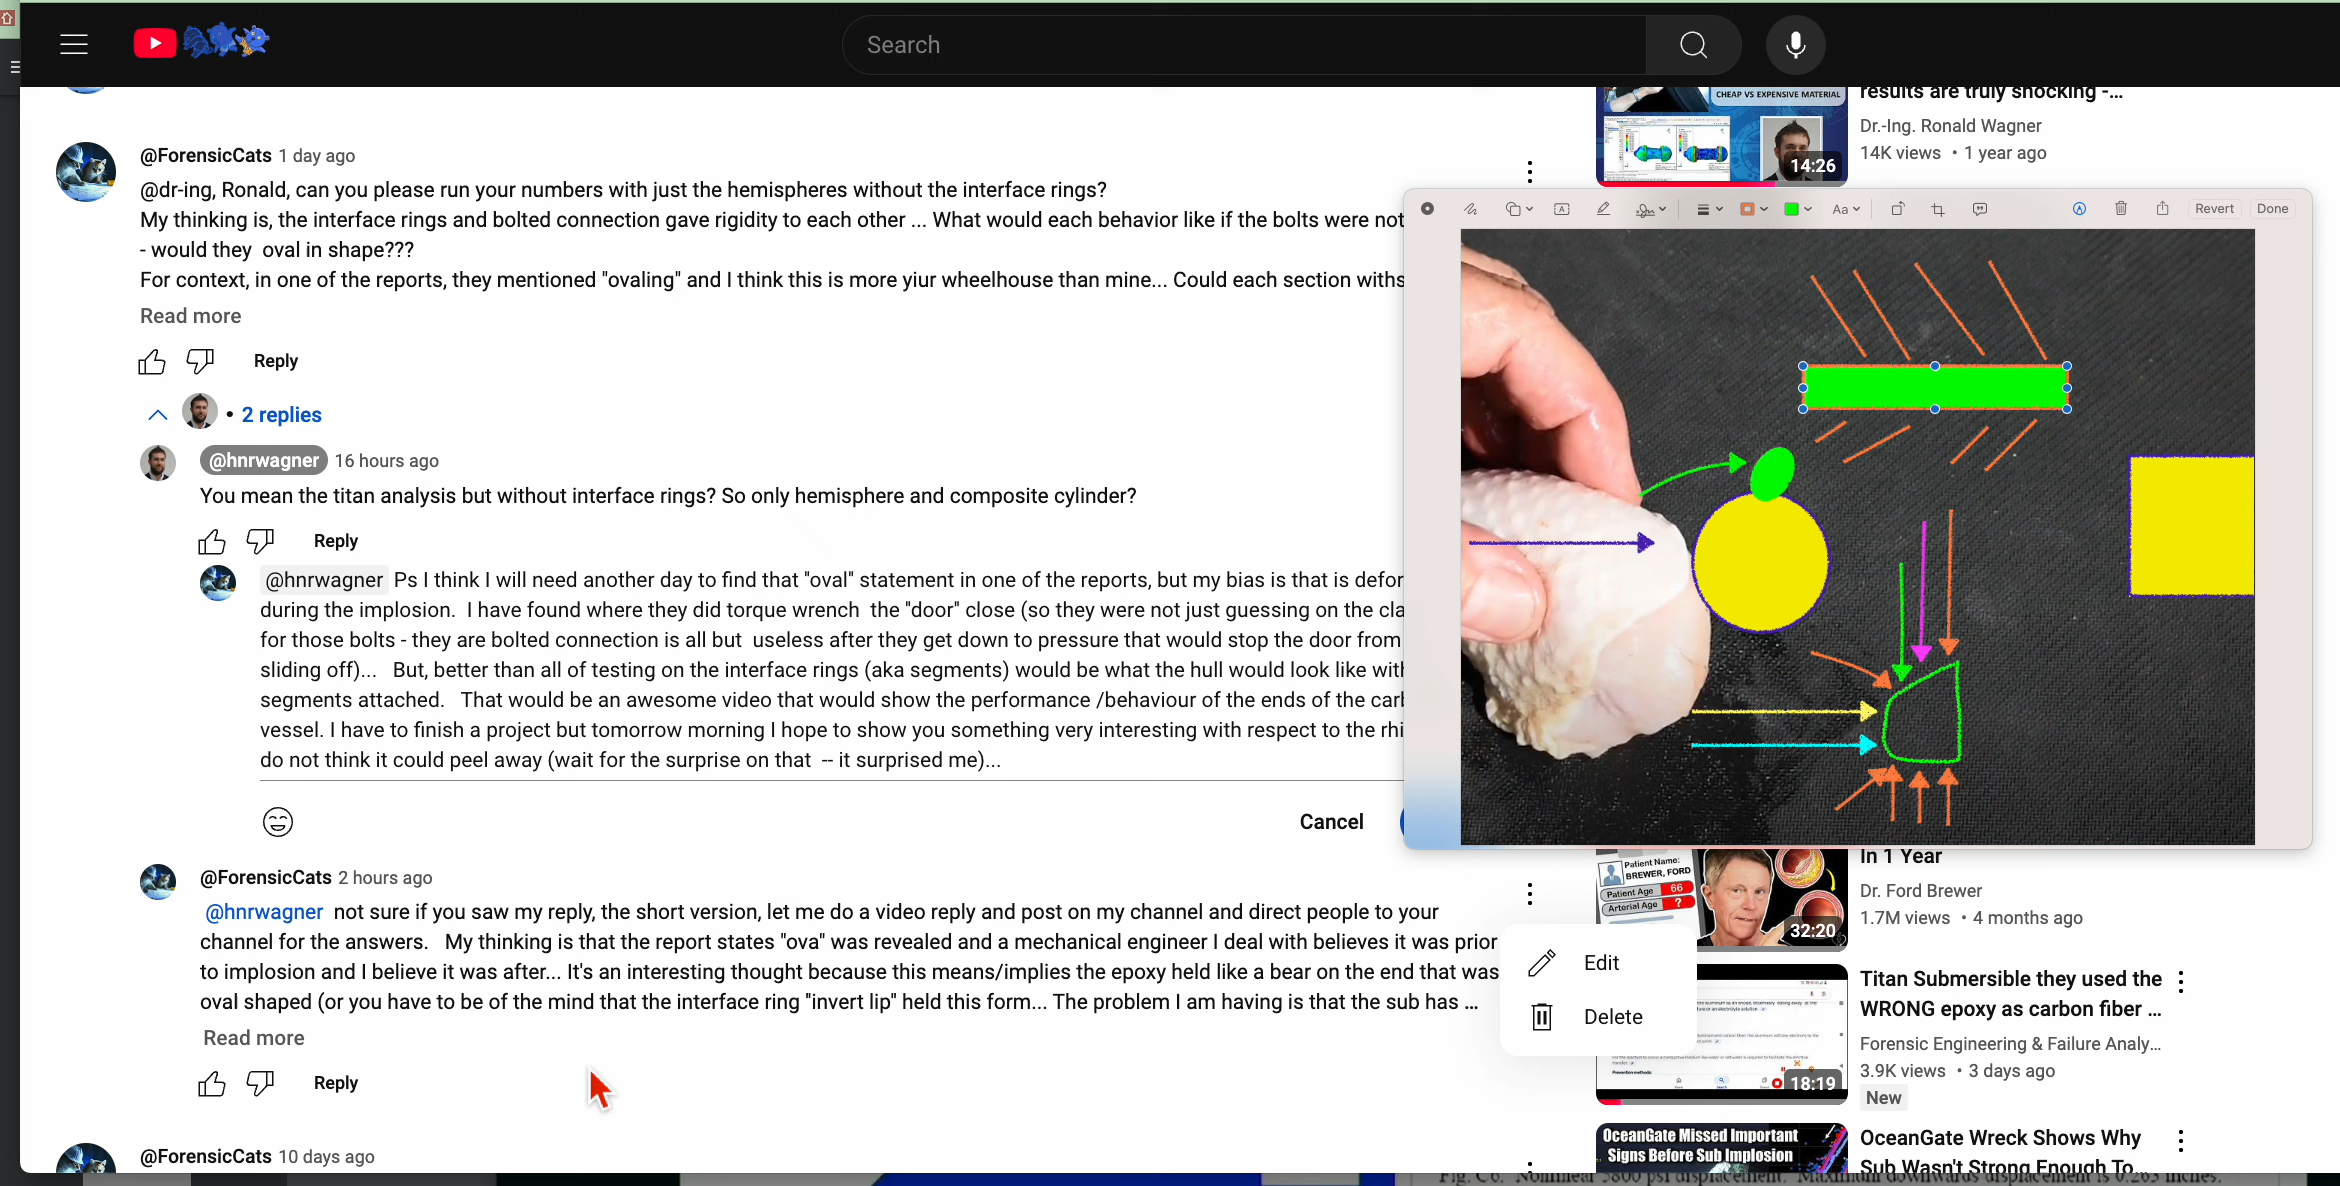 Search
@ForensicCats 1 day ago
@dr-ing, Ronald, can you please run your numbers with just the hemispheres without the interface rings?
My thinking is, the interface rings and bolted connection gave rigidity to each other ... What would each behavior like if the bolts were not
- would they  oval in shape???
For context, in one of the reports, they mentioned "ovaling" and I think this is more yiur wheelhouse than mine... Could each section withs
Read more
Reply
• 2 replies
@hnrwagner 16 hours ago
You mean the titan analysis but without interface rings? So only hemisphere and composite cylinder?
Reply
@hnrwagner Ps I think I will need another day to find that "oval" statement in one of the reports, but my bias is that is defor
during the implosion.  I have found where they did torque wrench  the "door" close (so they were not just guessing on the cla
for those bolts - they are bolted connection is all but  useless after they get down to pressure that would stop the door from
sliding off)...   But, better than all of testing on the interface rings (aka segments) would be what the hull would look like with
segments attached.   That would be an awesome video that would show the performance /behaviour of the ends of the car
vessel. I have to finish a project but tomorrow morning I hope to show you something very interesting with respect to the rhi
do not think it could peel away (wait for the surprise on that  -- it surprised me)...
Cancel
@ForensicCats 2 hours ago
@hnrwagner  not sure if you saw my reply, the short version, let me do a video reply and post on my channel and direct people to your
channel for the answers.   My thinking is that the report states "ova" was revealed and a mechanical engineer I deal with believes it was prior
to implosion and I believe it was after... It's an interesting thought because this means/implies the epoxy held like a bear on the end that was
oval shaped (or you have to be of the mind that the interface ring "invert lip" held this form... The problem I am having is that the sub has ...
Read more
Reply
Edit
Delete
@ForensicCats 10 days ago
CHEAP VS EXPENSIVE MATERIAL
14:26
results are truly shocking -...
Dr.-Ing. Ronald Wagner
14K views • 1 year ago
Aa
Revert
Done
Patient Name:
BREWER, FORD
Patient Age 66
Arterial Age ?
32:20
In 1 Year
Dr. Ford Brewer
1.7M views • 4 months ago
Prevention methods:
18:19
Titan Submersible they used the
WRONG epoxy as carbon fiber ...
Forensic Engineering & Failure Analy...
3.9K views • 3 days ago
New
OceanGate Missed Important
Signs Before Sub Implosion
OceanGate Wreck Shows Why
Sub Wasn't Strong Enough To...